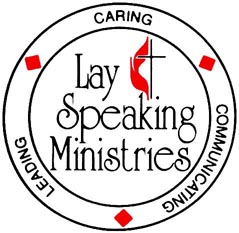 CARING
Lay
Speaking
Ministries
LEADING
COMMUNICATING